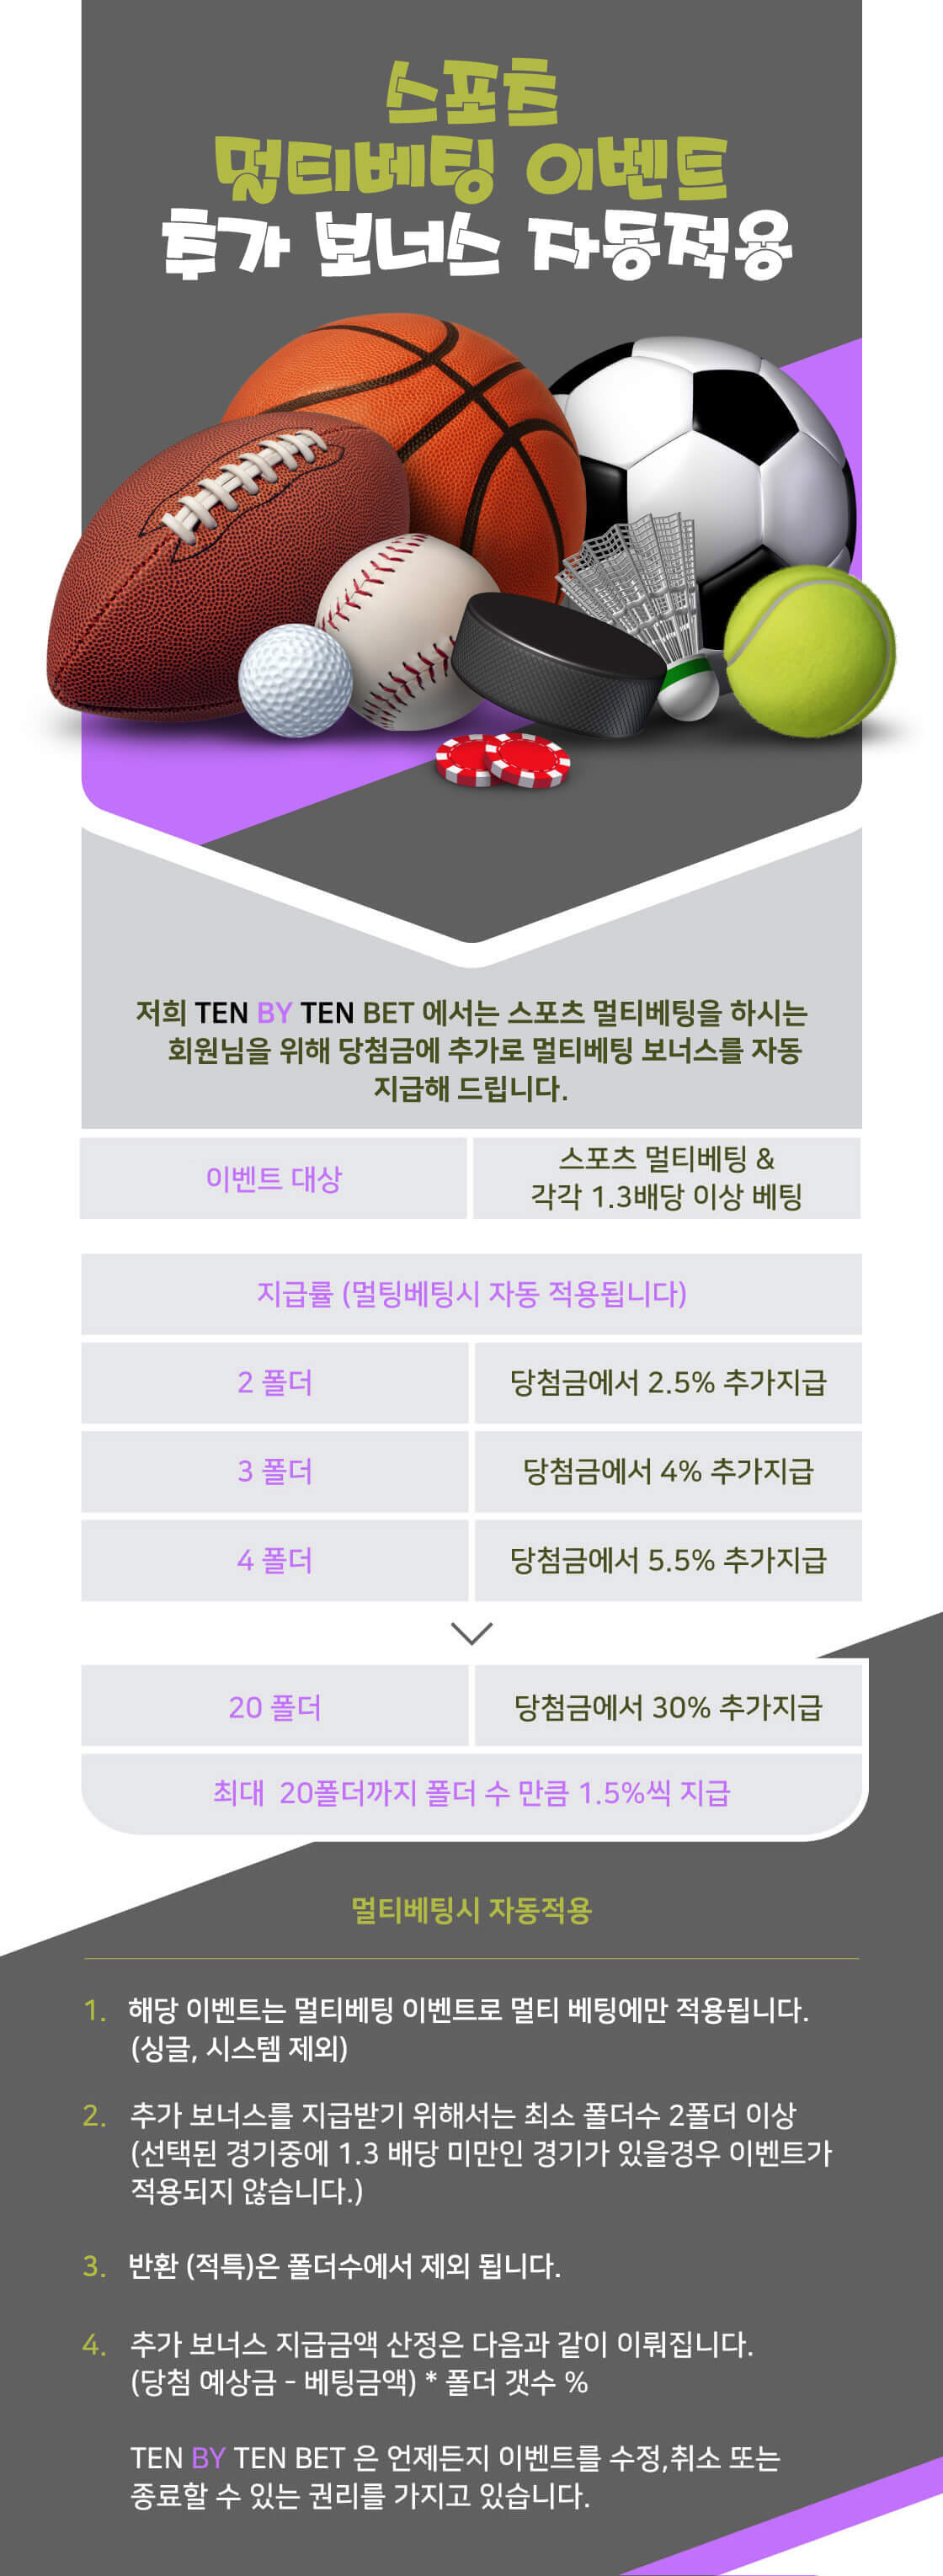 스포츠
멀티베팅 이벤트
추가 보너스 자동적용
저희 TEN BY TEN BET 에서는 스포츠 멀티베팅을 하시는
회원님을 위해 당첨금에 추가로 멀티베팅 보너스를 자동
지급해 드립니다.
이벤트 대상
스포츠 멀티베팅 &
각각 1.3배당 이상 베팅
지급률 (멀팅베팅시 자동 적용됩니다)
2 폴더
당첨금에서 2.5% 추가지급
3 폴더
당첨금에서 4% 추가지급
4 폴더
당첨금에서 5.5% 추가지급
20 폴더
당첨금에서 30% 추가지급
최대 20폴더까지 폴더 수 만큼 1.5%씩 지급
멀티베팅시 자동적용
1. 해당 이벤트는 멀티베팅 이벤트로 멀티 베팅에만 적용됩니다.
(싱글, 시스템 제외)
2. 추가 보너스를 지급받기 위해서는 최소 폴더수 2폴더 이상
(선택된 경기중에 1.3 배당 미만인 경기가 있을경우 이벤트가
적용되지 않습니다.)
3. 반환 (적특)은 폴더수에서 제외 됩니다.
4. 추가 보너스 지급금액 산정은 다음과 같이 이뤄집니다.
(당첨 예상금 - 베팅금액) * 폴더 갯수 %
TEN BY TEN BET 은 언제든지 이벤트를 수정,취소 또는
종료할 수 있는 권리를 가지고 있습니다.